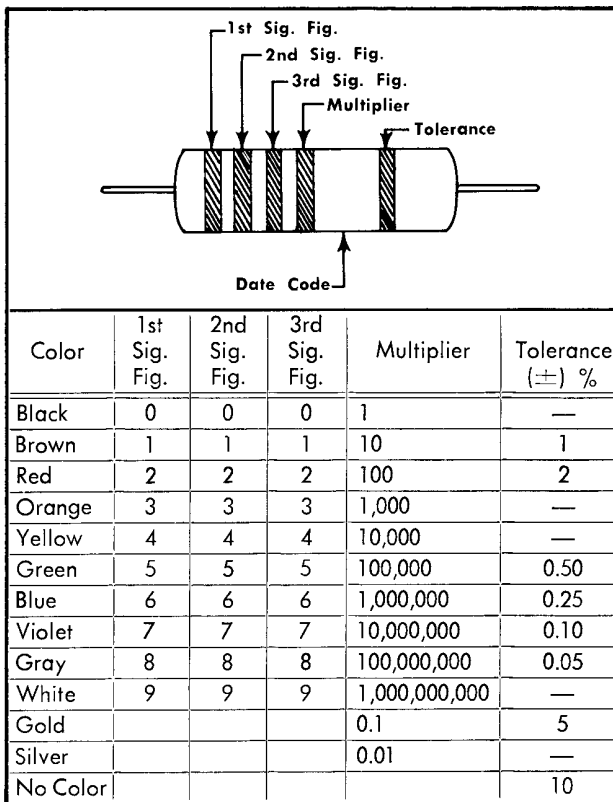 1st Sig. Fig.
2nd Sig. Fig.
3rd Sig. Fig.
Multiplier
Tolerance
Date Code
Color 1st Sig. Fig. 2nd Sig. Fig. 3rd Sig. Fig. Multiplier Tolerance (±) %
Black 0 0 0 1 —
Brown 1 1 1 10 1
Red 2 2 2 100 2
Orange 3 3 3 1,000 —
Yellow 4 4 4 10,000 —
Green 5 5 5 100,000 0.50
Blue 6 6 6 1,000,000 0.25
Violet 7 7 7 10,000,000 0.10
Gray 8 8 8 100,000,000 0.05
White 9 9 9 1,000,000,000 —
Gold 0.1 5
Silver 0.01 —
No Color 10